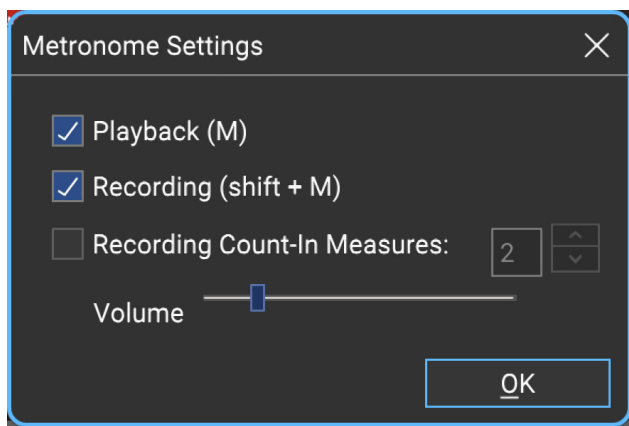 Metronome Settings
Playback (M)
Recording (shift + M)
Recording Count-In Measures: 2
Volume
OK